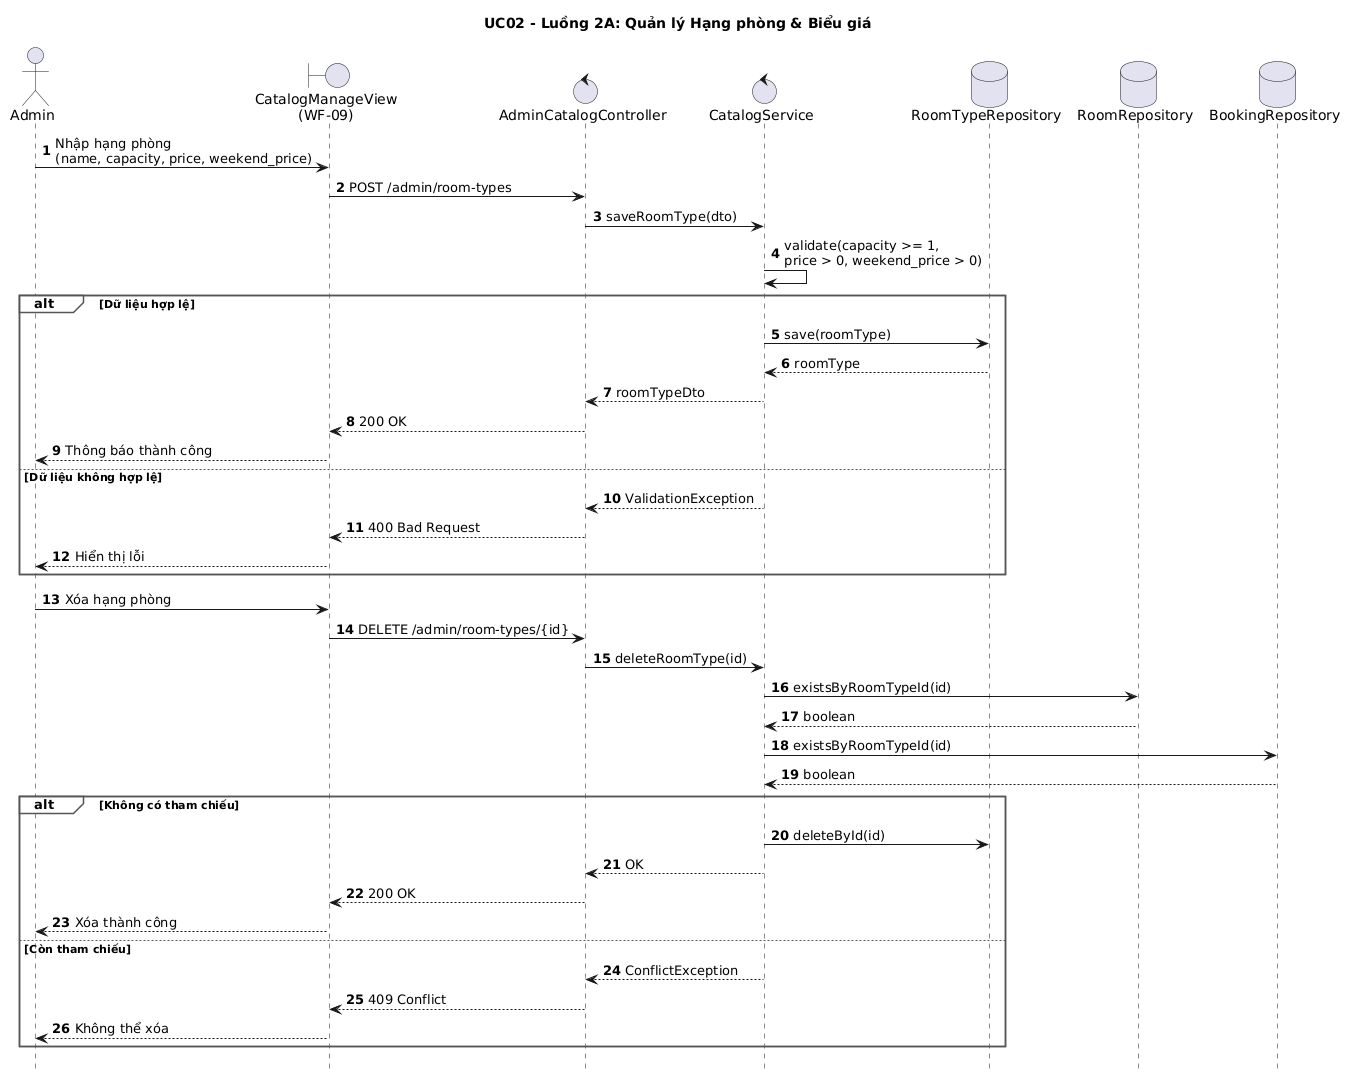 UC02 - Luồng 2A: Quản lý Hạng phòng & Biểu giá
Admin
CatalogManageView
(WF-09)
AdminCatalogController
CatalogService
RoomTypeRepository
RoomRepository
BookingRepository
1 Nhập hạng phòng
(name, capacity, price, weekend_price)
2 POST /admin/room-types
3 saveRoomType(dto)
4 validate(capacity >= 1,
price > 0, weekend_price > 0)
alt [Dữ liệu hợp lệ]
5 save(roomType)
6 roomType
7 roomTypeDto
8 200 OK
9 Thông báo thành công
[Dữ liệu không hợp lệ]
10 ValidationException
11 400 Bad Request
12 Hiển thị lỗi
13 Xóa hạng phòng
14 DELETE /admin/room-types/{id}
15 deleteRoomType(id)
16 existsByRoomTypeId(id)
17 boolean
18 existsByRoomTypeId(id)
19 boolean
alt [Không có tham chiếu]
20 deleteById(id)
21 OK
22 200 OK
23 Xóa thành công
[Còn tham chiếu]
24 ConflictException
25 409 Conflict
26 Không thể xóa